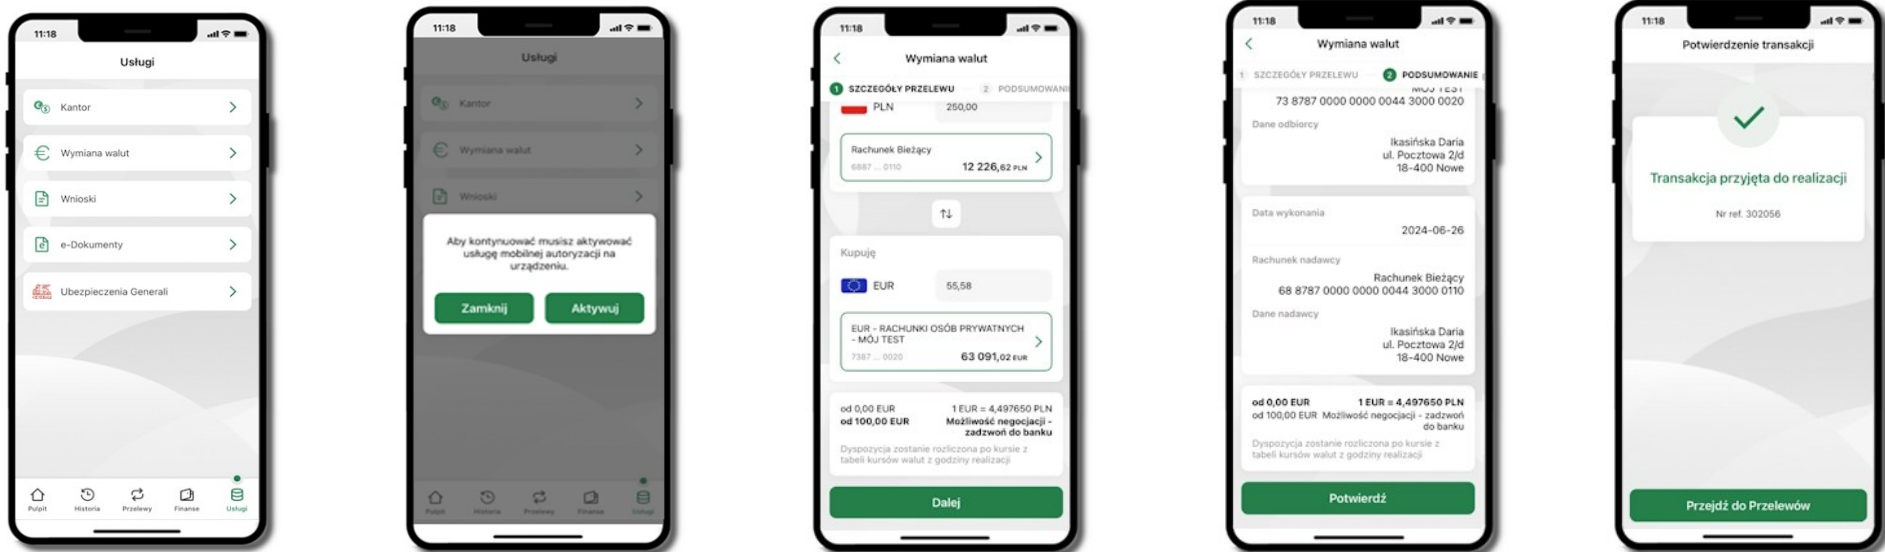 11:18
Usługi
Kantor
Wymiana walut
Wnioski
e-Dokumenty
Ubezpieczenia Generali
Pulpit
Historia
Przelewy
Finanse
Usługi
11:18
Usługi
Kantor
Wymiana walut
Wnioski
Aby kontynuować musisz aktywować
usługę mobilnej autoryzacji na
urządzeniu.
Zamknij
Aktywuj
Pulpit
Historia
Przelewy
Finanse
Usługi
11:18
Wymiana walut
1 SZCZEGÓŁY PRZELEWU 2 PODSUMOWANI
PLN 250,00
Rachunek Bieżący
6887 ... 0110 12 226,62 PLN
Kupuję
EUR 55,58
EUR - RACHUNKI OSÓB PRYWATNYCH
- MÓJ TEST
7387 ... 0020 63 091,02 EUR
od 0,00 EUR 1 EUR = 4,497650 PLN
od 100,00 EUR Możliwość negocjacji -
zadzwoń do banku
Dyspozycja zostanie rozliczona po kursie z
tabeli kursów walut z godziny realizacji
Dalej
11:18
Wymiana walut
1 SZCZEGÓŁY PRZELEWU 2 PODSUMOWANIE
MÓJ TEST
73 8787 0000 0000 0044 3000 0020
Dane odbiorcy
Ikasińska Daria
ul. Pocztowa 2/d
18-400 Nowe
Data wykonania
2024-06-26
Rachunek nadawcy
Rachunek Bieżący
68 8787 0000 0000 0044 3000 0110
Dane nadawcy
Ikasińska Daria
ul. Pocztowa 2/d
18-400 Nowe
od 0,00 EUR 1 EUR = 4,497650 PLN
od 100,00 EUR Możliwość negocjacji - zadzwoń
do banku
Dyspozycja zostanie rozliczona po kursie z
tabeli kursów walut z godziny realizacji
Potwierdź
11:18
Potwierdzenie transakcji
Transakcja przyjęta do realizacji
Nr ref. 302056
Przejdź do Przelewów